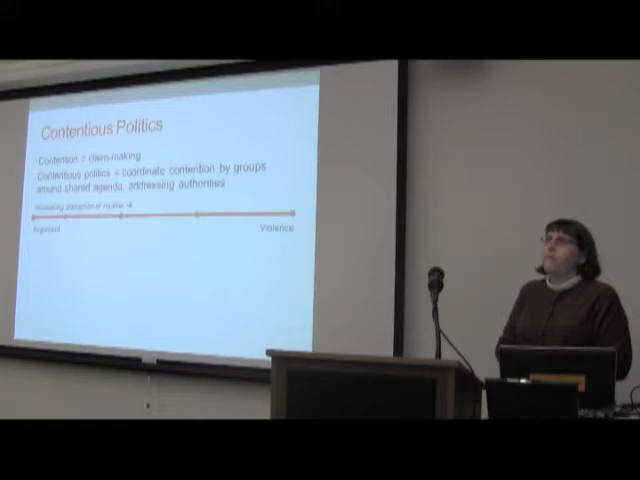 Contentious Politics
Contention = claim-making
Contentious politics = coordinate contention by groups
around shared agenda, addressing authorities
Increasing disruption of
Argument
Violence